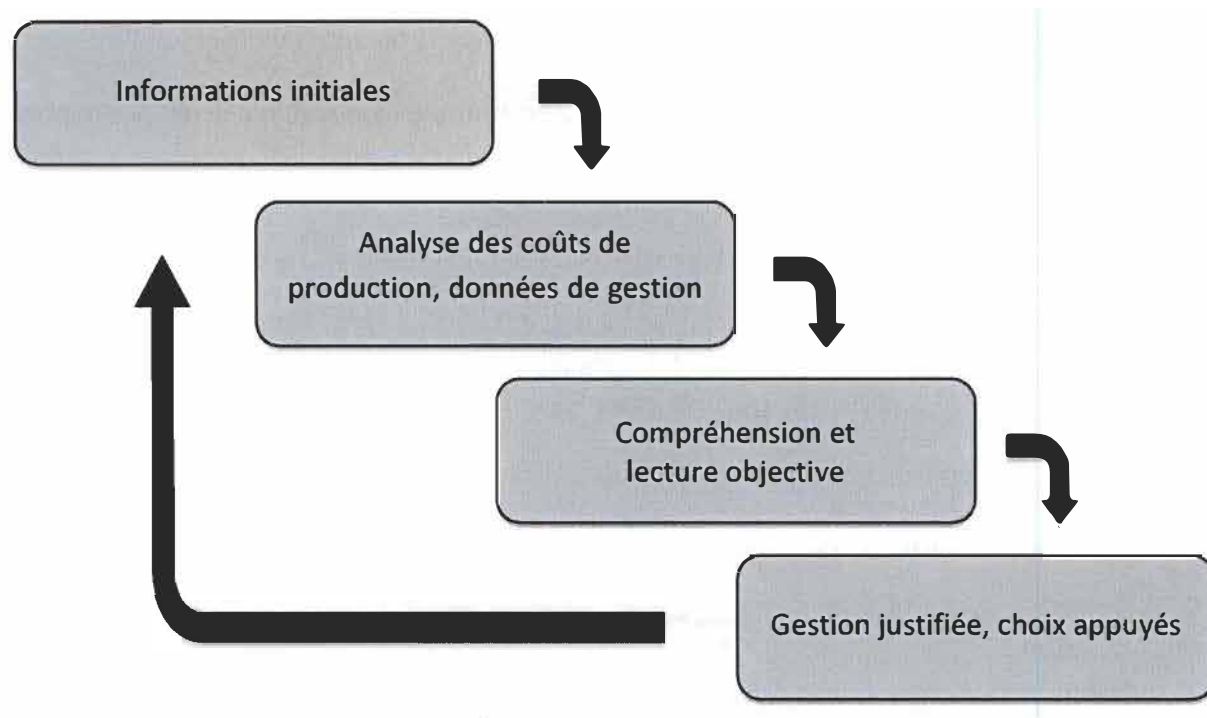 Informations initiales
Analyse des coûts de
production, données de gestion
Compréhension et
lecture objective
Gestion justifiée, choix appuyés